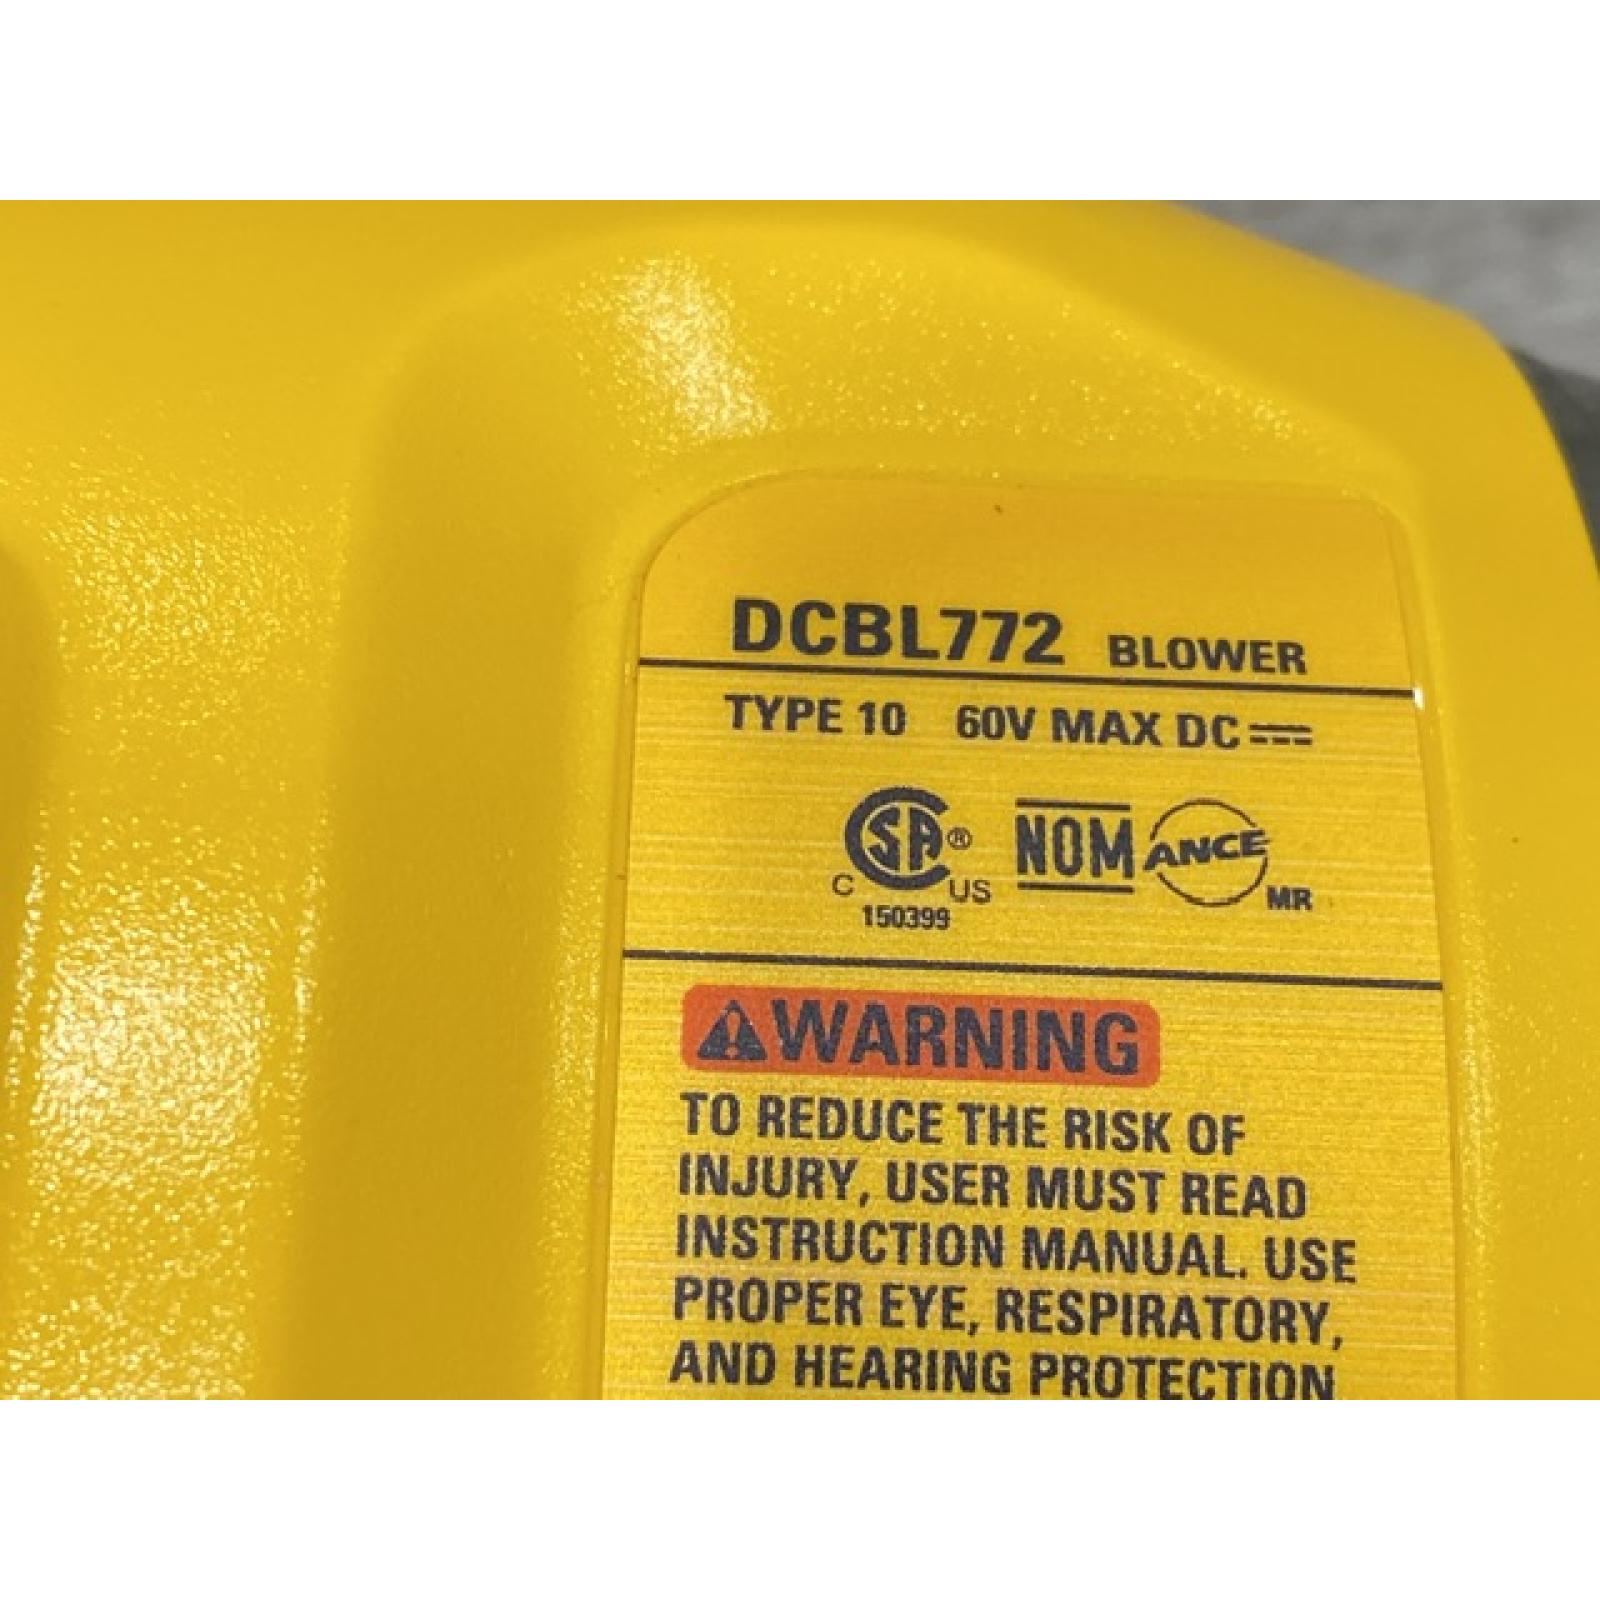 DCBL772 BLOWER
TYPE 10 60V MAX DC
CSA®
C US
150399
NOM ANCE MR
WARNING
TO REDUCE THE RISK OF
INJURY, USER MUST READ
INSTRUCTION MANUAL. USE
PROPER EYE, RESPIRATORY,
AND HEARING PROTECTION